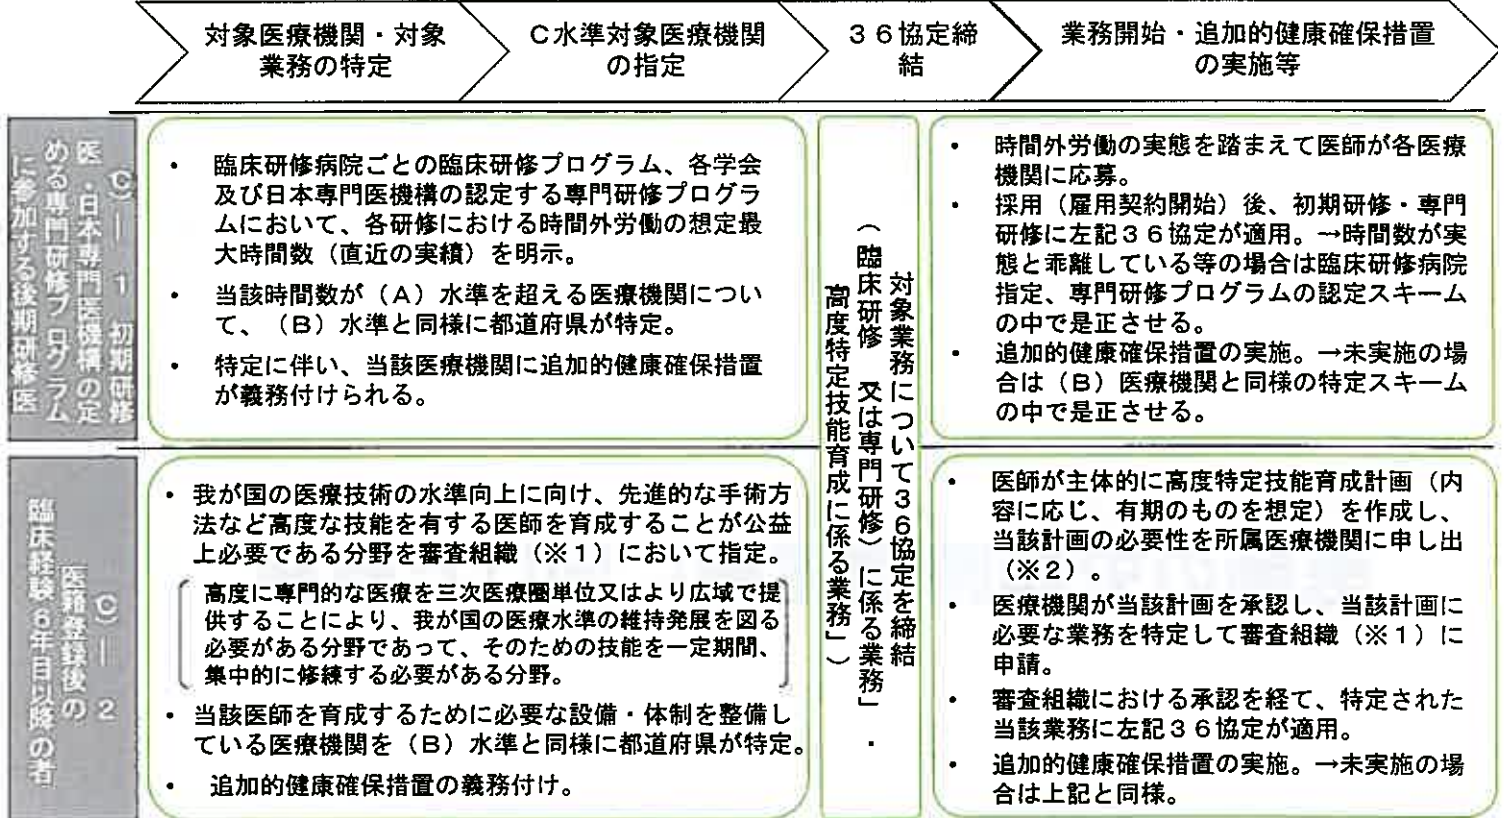 対象医療機関・対象
業務の特定
C水準対象医療機関
の指定
36協定締
結
業務開始・追加的健康確保措置
の実施等
(C)-1 初期研修
医・日本専門医機構の定
める専門研修プログラム
に参加する後期研修医
・ 臨床研修病院ごとの臨床研修プログラム、各学会
及び日本専門医機構の認定する専門研修プログラ
ムにおいて、各研修における時間外労働の想定最
大時間数(直近の実績)を明示。
・ 当該時間数が(A)水準を超える医療機関につい
て、(B)水準と同様に都道府県が特定。
・ 特定に伴い、当該医療機関に追加的健康確保措置
が義務付けられる。
対象業務について36協定を締結
(「臨床研修 又は専門研修)に係る業務」・
高度特定技能育成に係る業務」)
・ 時間外労働の実態を踏まえて医師が各医療
機関に応募。
・ 採用(雇用契約開始)後、初期研修・専門
研修に左記36協定が適用。→時間数が実
態と乖離している等の場合は臨床研修病院
指定、専門研修プログラムの認定スキーム
の中で是正させる。
・ 追加的健康確保措置の実施。→未実施の場
合は(B)医療機関と同様の特定スキーム
の中で是正させる。
(C)-2
医籍登録後の
臨床経験6年目以降の者
・ 我が国の医療技術の水準向上に向け、先進的な手術方
法など高度な技能を有する医師を育成することが公益
上必要である分野を審査組織(※1)において指定。
高度に専門的な医療を三次医療圏単位又はより広域で提
供することにより、我が国の医療水準の維持発展を図る
必要がある分野であって、そのための技能を一定期間、
集中的に修練する必要がある分野。
・ 当該医師を育成するために必要な設備・体制を整備し
ている医療機関を(B)水準と同様に都道府県が特定。
・ 追加的健康確保措置の義務付け。
・ 医師が主体的に高度特定技能育成計画(内
容に応じ、有期のものを想定)を作成し、
当該計画の必要性を所属医療機関に申し出
(※2)。
・ 医療機関が当該計画を承認し、当該計画に
必要な業務を特定して審査組織(※1)に
申請。
・ 審査組織における承認を経て、特定された
当該業務に左記36協定が適用。
・ 追加的健康確保措置の実施。→未実施の場
合は上記と同様。